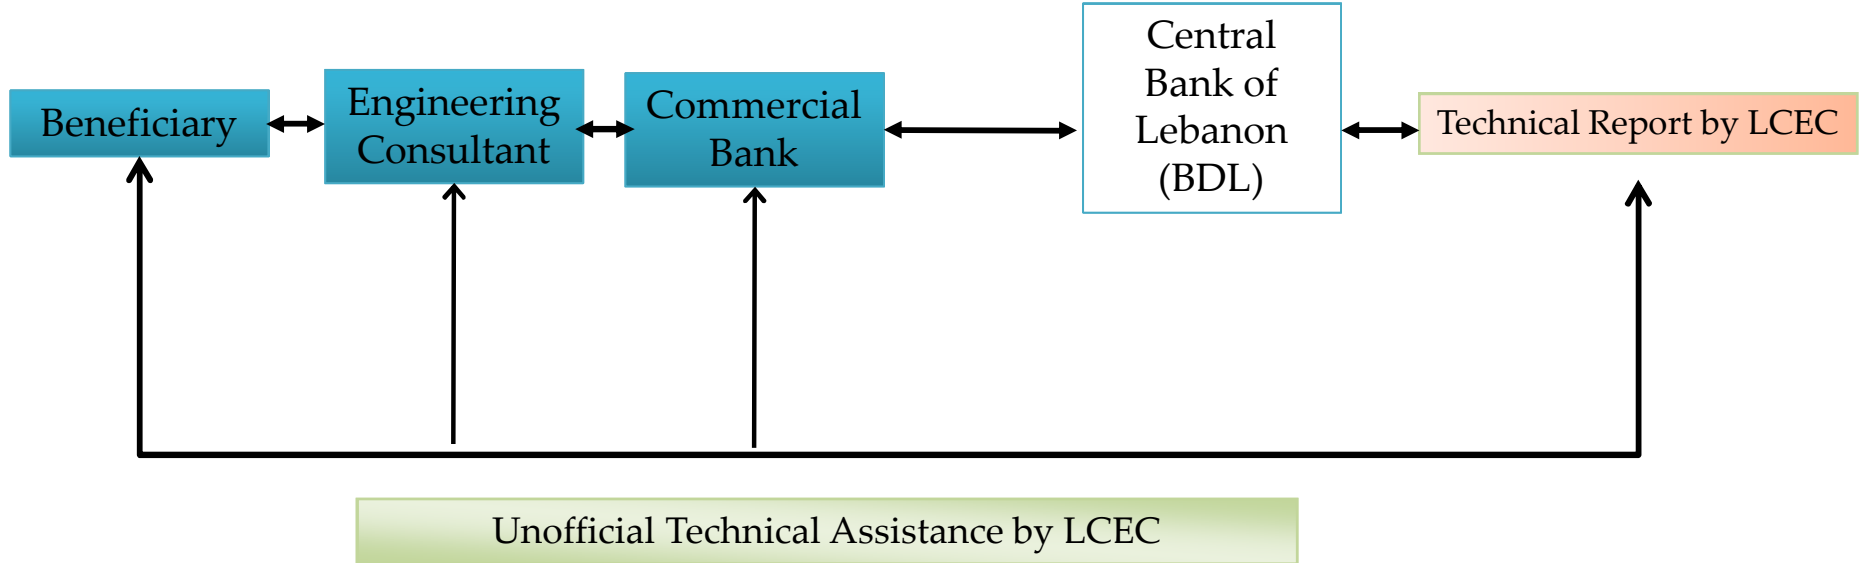 Beneficiary
Engineering
Consultant
Commercial
Bank
Central
Bank of
Lebanon
(BDL)
Technical Report by LCEC
Unofficial Technical Assistance by LCEC